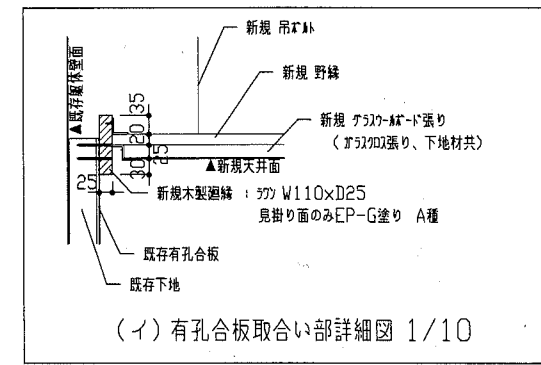 新規 吊ボルト
新規 野縁
新規 グラスウールボード張り
(ガラスクロス張り、下地材共)
▲既存躯体壁面
35
20
25
30
25
▲新規天井面
新規木製廻縁 : ラワン W110×D25
見掛り面のみEP-G塗り A種
既存有孔合板
既存下地
(イ)有孔合板取合い部詳細図 1/10